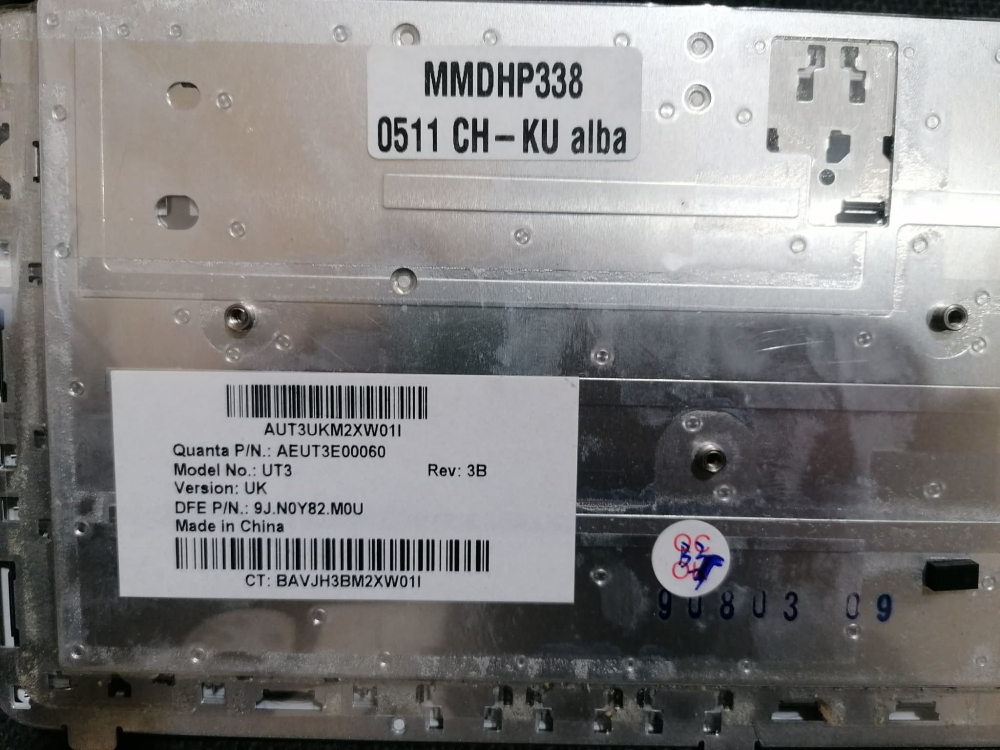 MMDHP338
0511 CH-KU alba
AUT3UKM2XW01I
Quanta P/N.: AEUT3E00060
Model No.: UT3 Rev: 3B
Version: UK
DFE P/N.: 9J.N0Y82.M0U
Made in China
CT: BAVJH3BM2XW01I
90803 09